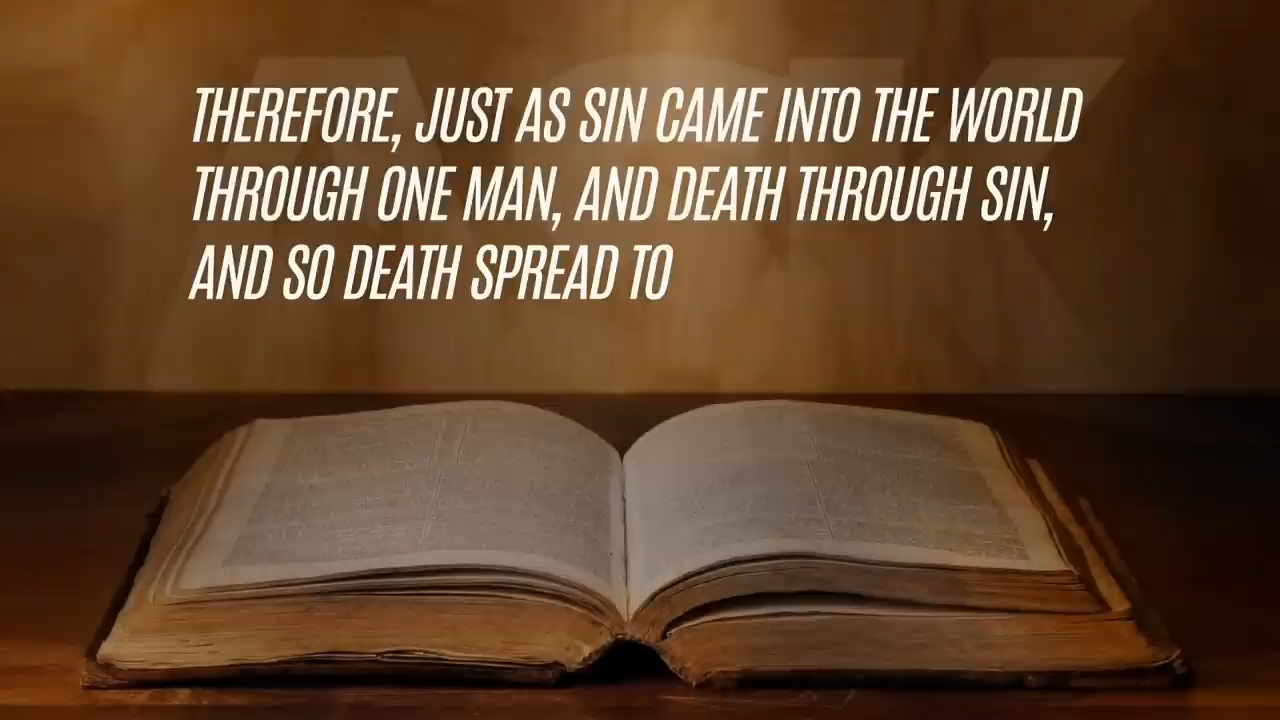 THEREFORE, JUST AS SIN CAME INTO THE WORLD
THROUGH ONE MAN, AND DEATH THROUGH SIN,
AND SO DEATH SPREAD TO